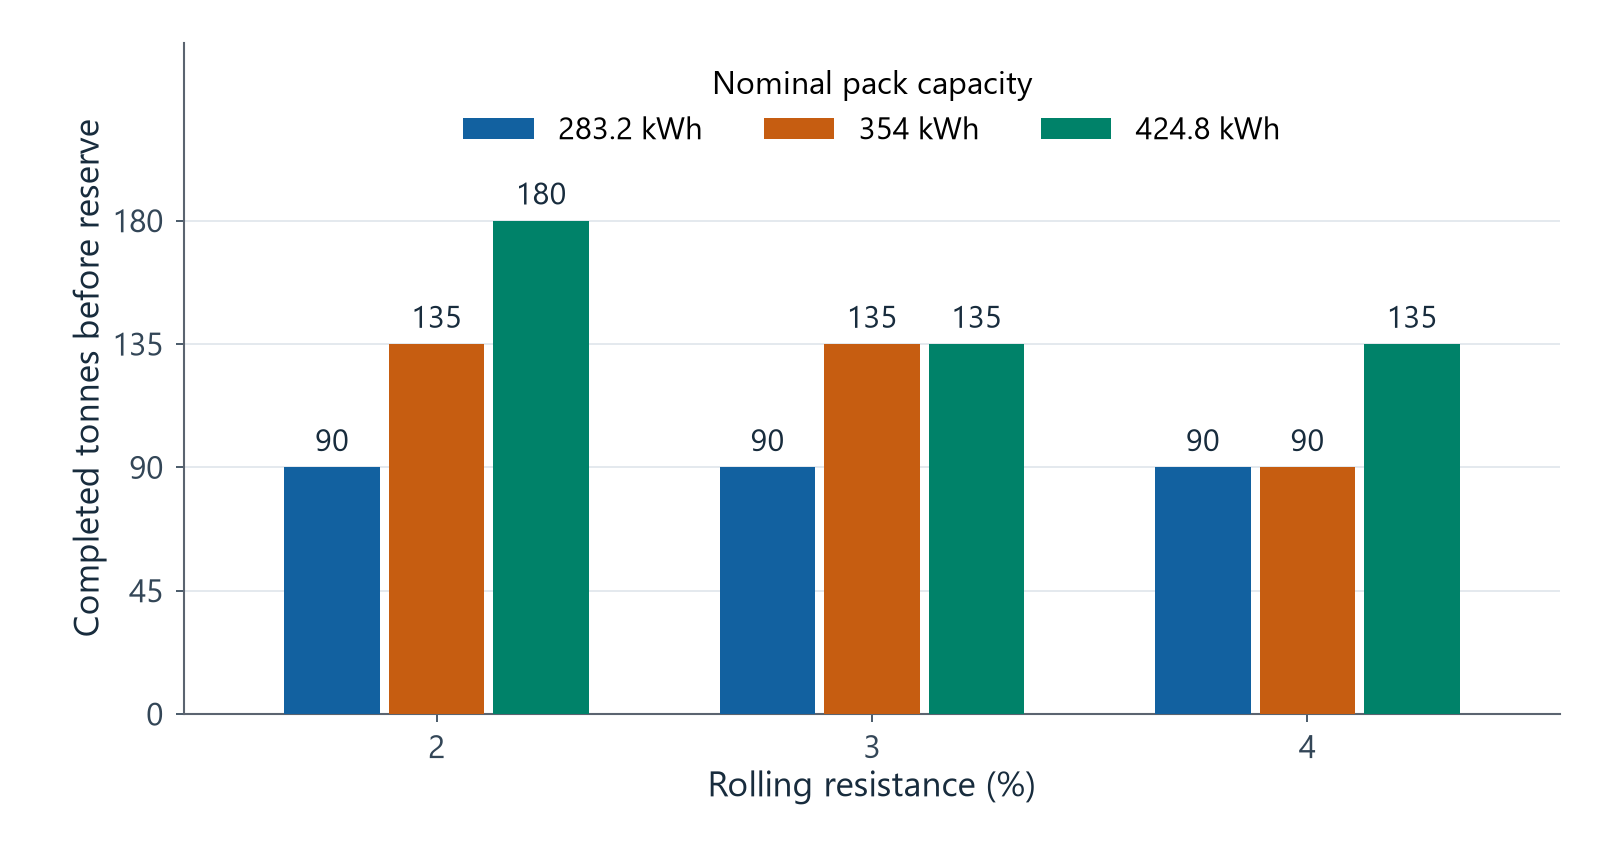 Nominal pack capacity
283.2 kWh 354 kWh 424.8 kWh
Completed tonnes before reserve
180
135
90
45
0
90 135 180
90 135 135
90 90 135
2 3 4
Rolling resistance (%)